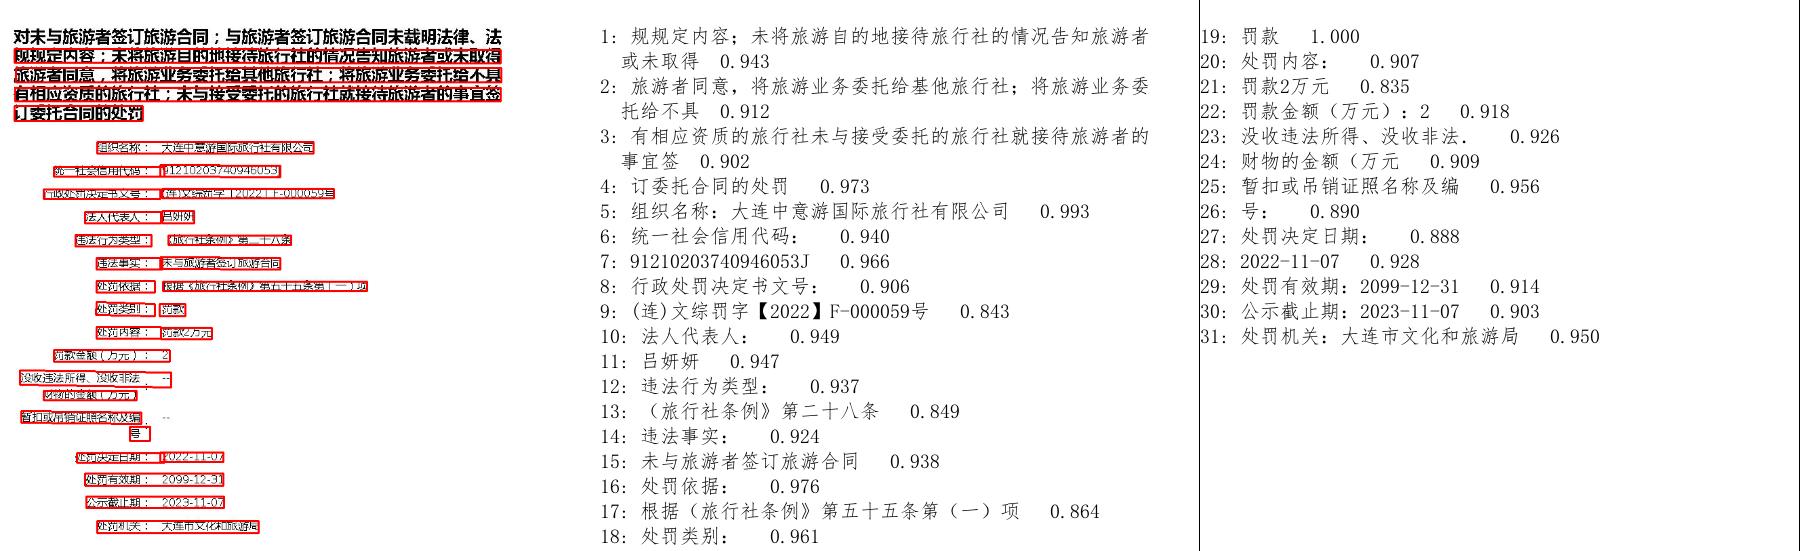 对未与旅游者签订旅游合同；与旅游者签订旅游合同未载明法律、法
规规定内容；未将旅游目的地接待旅行社的情况告知旅游者或未取得
旅游者同意，将旅游业务委托给其他旅行社；将旅游业务委托给不具
有相应资质的旅行社；未与接受委托的旅行社就接待旅游者的事宜签
订委托合同的处罚
组织名称： 大连中意游国际旅行社有限公司
统一社会信用代码： 91210203740946053J
行政处罚决定书文号： (连)文综罚字【2022】F-000059号
法人代表人： 吕妍妍
违法行为类型： 《旅行社条例》第二十八条
违法事实： 未与旅游者签订旅游合同
处罚依据： 根据《旅行社条例》第五十五条第（一）项
处罚类别： 罚款
处罚内容： 罚款2万元
罚款金额（万元）： 2
没收违法所得、没收非法 --
财物的金额（万元）：
暂扣或吊销证照名称及编 --
号：
处罚决定日期： 2022-11-07
处罚有效期： 2099-12-31
公示截止期： 2023-11-07
处罚机关： 大连市文化和旅游局
1: 规规定内容；未将旅游自的地接待旅行社的情况告知旅游者
或未取得 0.943
2: 旅游者同意，将旅游业务委托给基他旅行社；将旅游业务委
托给不具 0.912
3: 有相应资质的旅行社未与接受委托的旅行社就接待旅游者的
事宜签 0.902
4: 订委托合同的处罚 0.973
5: 组织名称：大连中意游国际旅行社有限公司 0.993
6: 统一社会信用代码： 0.940
7: 91210203740946053J 0.966
8: 行政处罚决定书文号： 0.906
9: (连)文综罚字【2022】F-000059号 0.843
10: 法人代表人： 0.949
11: 吕妍妍 0.947
12: 违法行为类型： 0.937
13: （旅行社条例》第二十八条 0.849
14: 违法事实： 0.924
15: 未与旅游者签订旅游合同 0.938
16: 处罚依据： 0.976
17: 根据（旅行社条例》第五十五条第（一）项 0.864
18: 处罚类别： 0.961
19: 罚款 1.000
20: 处罚内容： 0.907
21: 罚款2万元 0.835
22: 罚款金额（万元）：2 0.918
23: 没收违法所得、没收非法. 0.926
24: 财物的金额（万元 0.909
25: 暂扣或吊销证照名称及编 0.956
26: 号： 0.890
27: 处罚决定日期： 0.888
28: 2022-11-07 0.928
29: 处罚有效期：2099-12-31 0.914
30: 公示截止期：2023-11-07 0.903
31: 处罚机关：大连市文化和旅游局 0.950